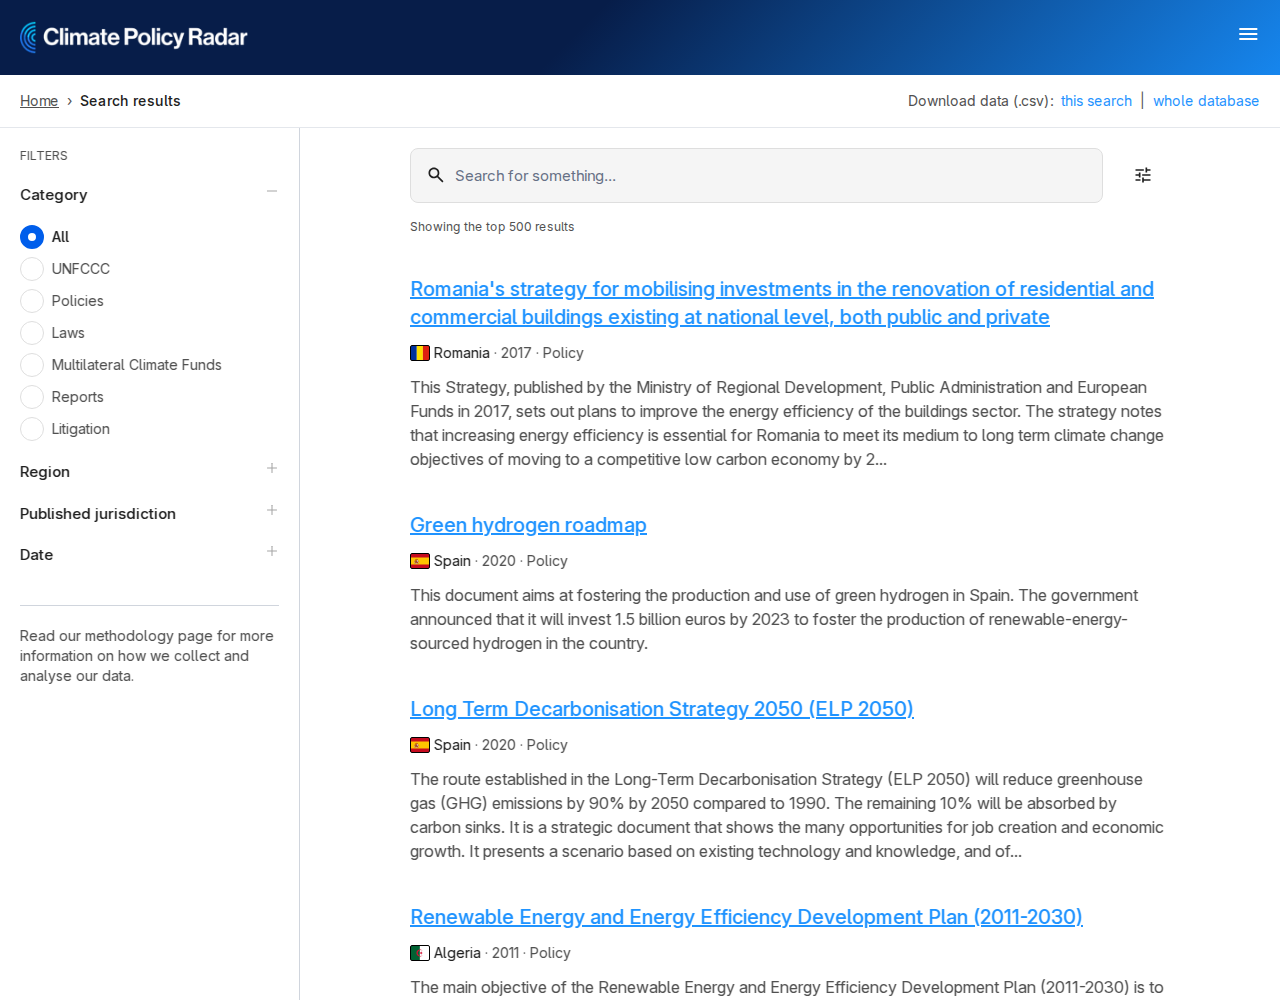 Climate Policy Radar
Home › Search results
Download data (.csv): this search | whole database
FILTERS
Category
All
UNFCCC
Policies
Laws
Multilateral Climate Funds
Reports
Litigation
Region
Published jurisdiction
Date
Read our methodology page for more
information on how we collect and
analyse our data.
Search for something...
Showing the top 500 results
Romania's strategy for mobilising investments in the renovation of residential and
commercial buildings existing at national level, both public and private
Romania · 2017 · Policy
This Strategy, published by the Ministry of Regional Development, Public Administration and European
Funds in 2017, sets out plans to improve the energy efficiency of the buildings sector. The strategy notes
that increasing energy efficiency is essential for Romania to meet its medium to long term climate change
objectives of moving to a competitive low carbon economy by 2...
Green hydrogen roadmap
Spain · 2020 · Policy
This document aims at fostering the production and use of green hydrogen in Spain. The government
announced that it will invest 1.5 billion euros by 2023 to foster the production of renewable-energy-
sourced hydrogen in the country.
Long Term Decarbonisation Strategy 2050 (ELP 2050)
Spain · 2020 · Policy
The route established in the Long-Term Decarbonisation Strategy (ELP 2050) will reduce greenhouse
gas (GHG) emissions by 90% by 2050 compared to 1990. The remaining 10% will be absorbed by
carbon sinks. It is a strategic document that shows the many opportunities for job creation and economic
growth. It presents a scenario based on existing technology and knowledge, and of...
Renewable Energy and Energy Efficiency Development Plan (2011-2030)
Algeria · 2011 · Policy
The main objective of the Renewable Energy and Energy Efficiency Development Plan (2011-2030) is to